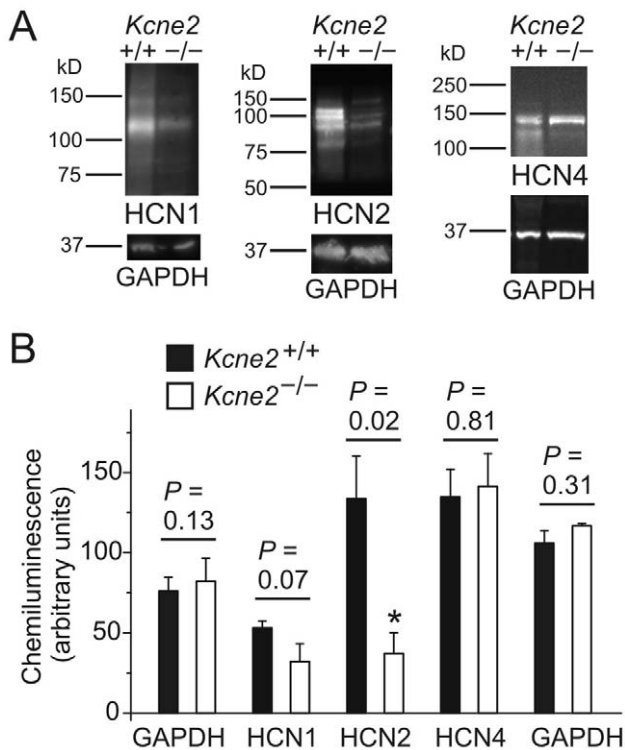 A
Kcne2
+/+ −/−
kD
150
100
75
HCN1
37
GAPDH
Kcne2
+/+ −/−
kD
150
100
75
50
HCN2
37
GAPDH
Kcne2
+/+ −/−
kD
250
150
100
HCN4
37
GAPDH
B
Kcne2+/+
Kcne2−/−
Chemiluminescence
(arbitrary units)
150
100
50
0
P =
0.13
P =
0.07
P =
0.02
*
P =
0.81
P =
0.31
GAPDH HCN1 HCN2 HCN4 GAPDH